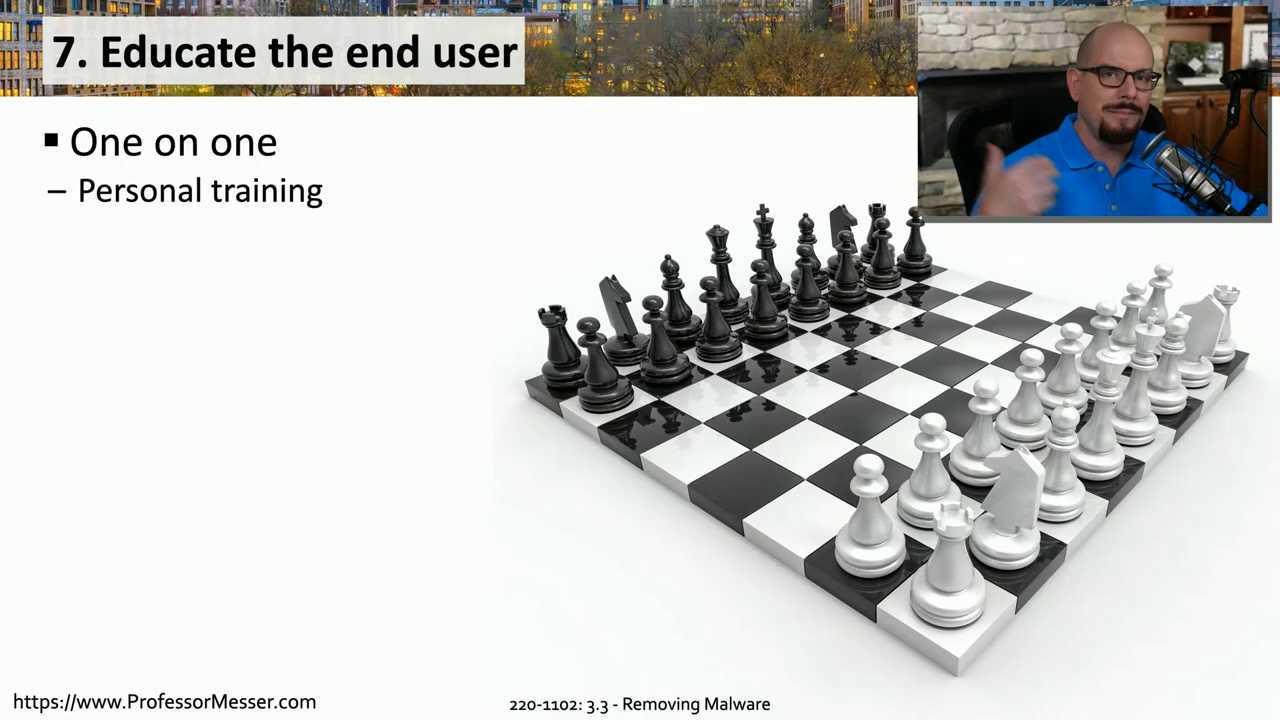 7. Educate the end user
▪ One on one
– Personal training
https://www.ProfessorMesser.com
220-1102: 3.3 - Removing Malware